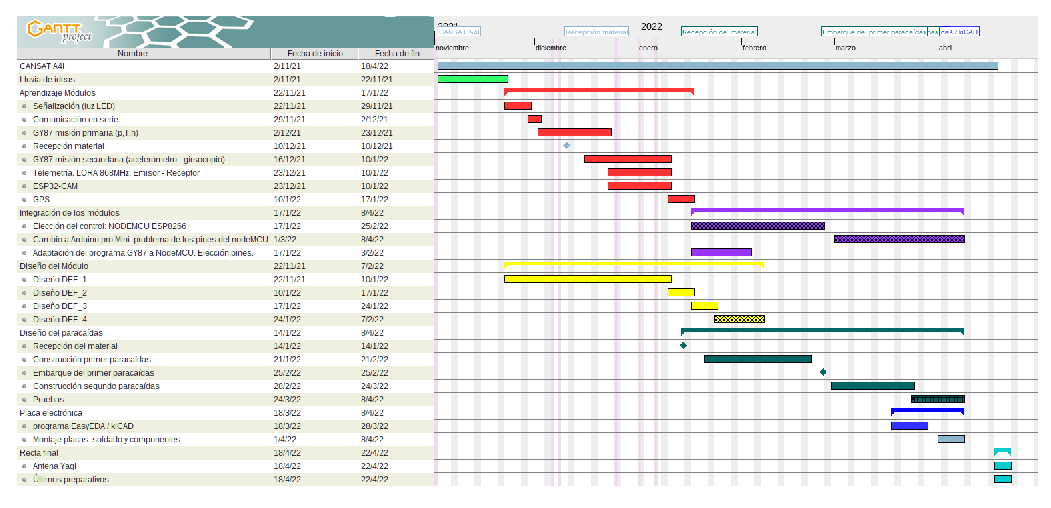 GANTT
project
2021
2022
CANSAT A4I
Recepción material
Recepción del material
Embarque del primer paracaídas
noviembre
diciembre
enero
febrero
marzo
abril
Nombre Fecha de inicio Fecha de fin
CANSAT A4I 2/11/21 18/4/22
Lluvia de ideas 2/11/21 22/11/21
Aprendizaje Módulos 22/11/21 17/1/22
Señalización (luz LED) 22/11/21 29/11/21
Comunicación en serie 29/11/21 2/12/21
GY87 misión primaria (p,T,h) 2/12/21 23/12/21
Recepción material 10/12/21 10/12/21
GY87 misión secundaria (acelerometro - giroscopio) 16/12/21 10/1/22
Telemetría. LORA 868MHz. Emisor - Receptor 23/12/21 10/1/22
ESP32-CAM 23/12/21 10/1/22
GPS 10/1/22 17/1/22
Integración de los módulos 17/1/22 8/4/22
Elección del control: NODEMCU ESP8266 17/1/22 25/2/22
Cambio a Arduino pro Mini. problema de los pines del nodeMCU 1/3/22 8/4/22
Adaptación del programa GY87 a NodeMCU. Elección pines. 17/1/22 3/2/22
Diseño del Módulo 22/11/21 7/2/22
Diseño DEF_1 22/11/21 10/1/22
Diseño DEF_2 10/1/22 17/1/22
Diseño DEF_3 17/1/22 24/1/22
Diseño DEF_4 24/1/22 7/2/22
Diseño del paracaídas 14/1/22 8/4/22
Recepción del material 14/1/22 14/1/22
Construcción primer paracaídas 21/1/22 21/2/22
Embarque del primer paracaídas 25/2/22 25/2/22
Construcción segundo paracaídas 28/2/22 24/3/22
Pruebas 24/3/22 8/4/22
Placa electrónica 18/3/22 8/4/22
programa EasyEDA / kiCAD 18/3/22 28/3/22
Montaje placas, soldado y componentes 1/4/22 8/4/22
Recta final 18/4/22 22/4/22
Antena Yagi 18/4/22 22/4/22
Últimos preparativos 18/4/22 22/4/22